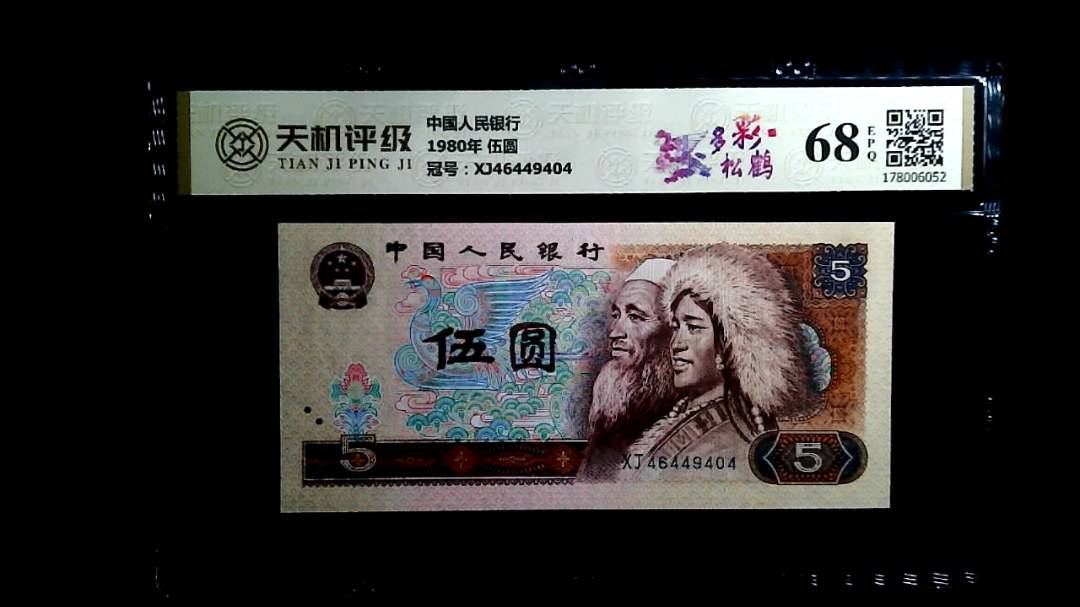 天机评级
TIAN JI PING JI
中国人民银行
1980年 伍圆
冠号：XJ46449404
多彩
松鹤
68
EPQ
178006052
中国人民银行
5
伍圆
5
XJ46449404
5